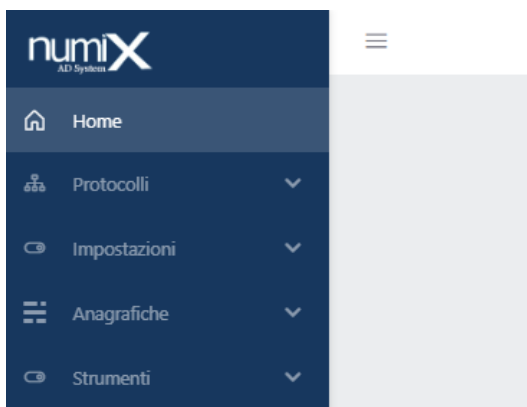 numiX
AD System
Home
Protocolli
Impostazioni
Anagrafiche
Strumenti